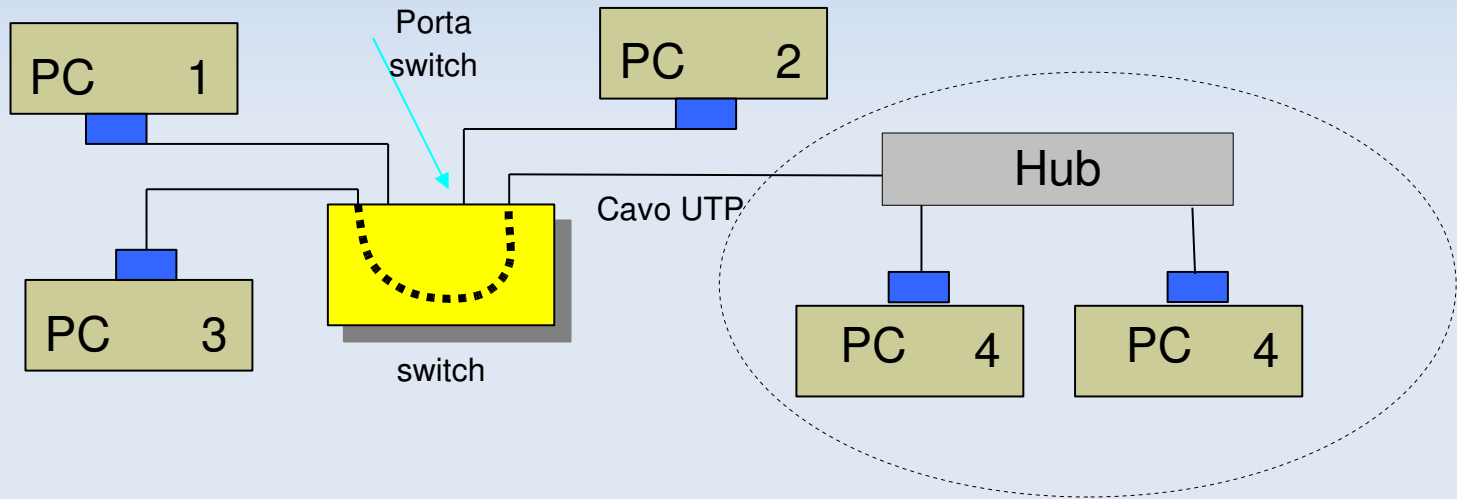 Porta
switch
PC 1
PC 2
Hub
Cavo UTP
PC 3
switch
PC 4
PC 4